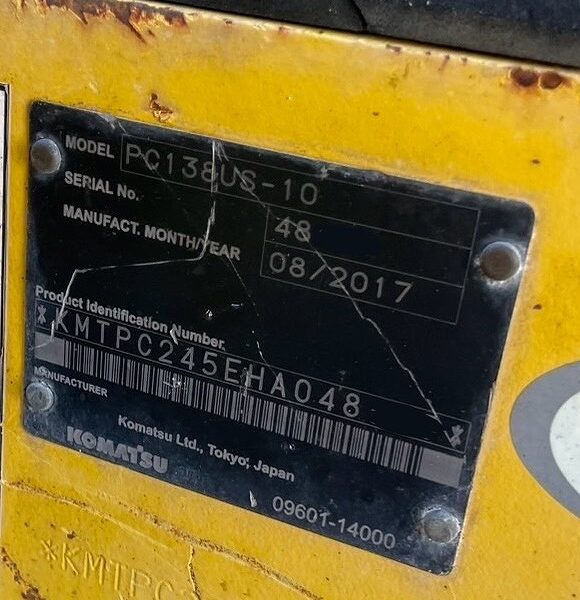 MODEL PC138US-10
SERIAL No. 48
MANUFACT. MONTH/YEAR 08/2017
Product Identification Number
*KMTPC245EHA048 *
MANUFACTURER
Komatsu Ltd., Tokyo, Japan
KOMATSU
09601-14000
*KMTPC2